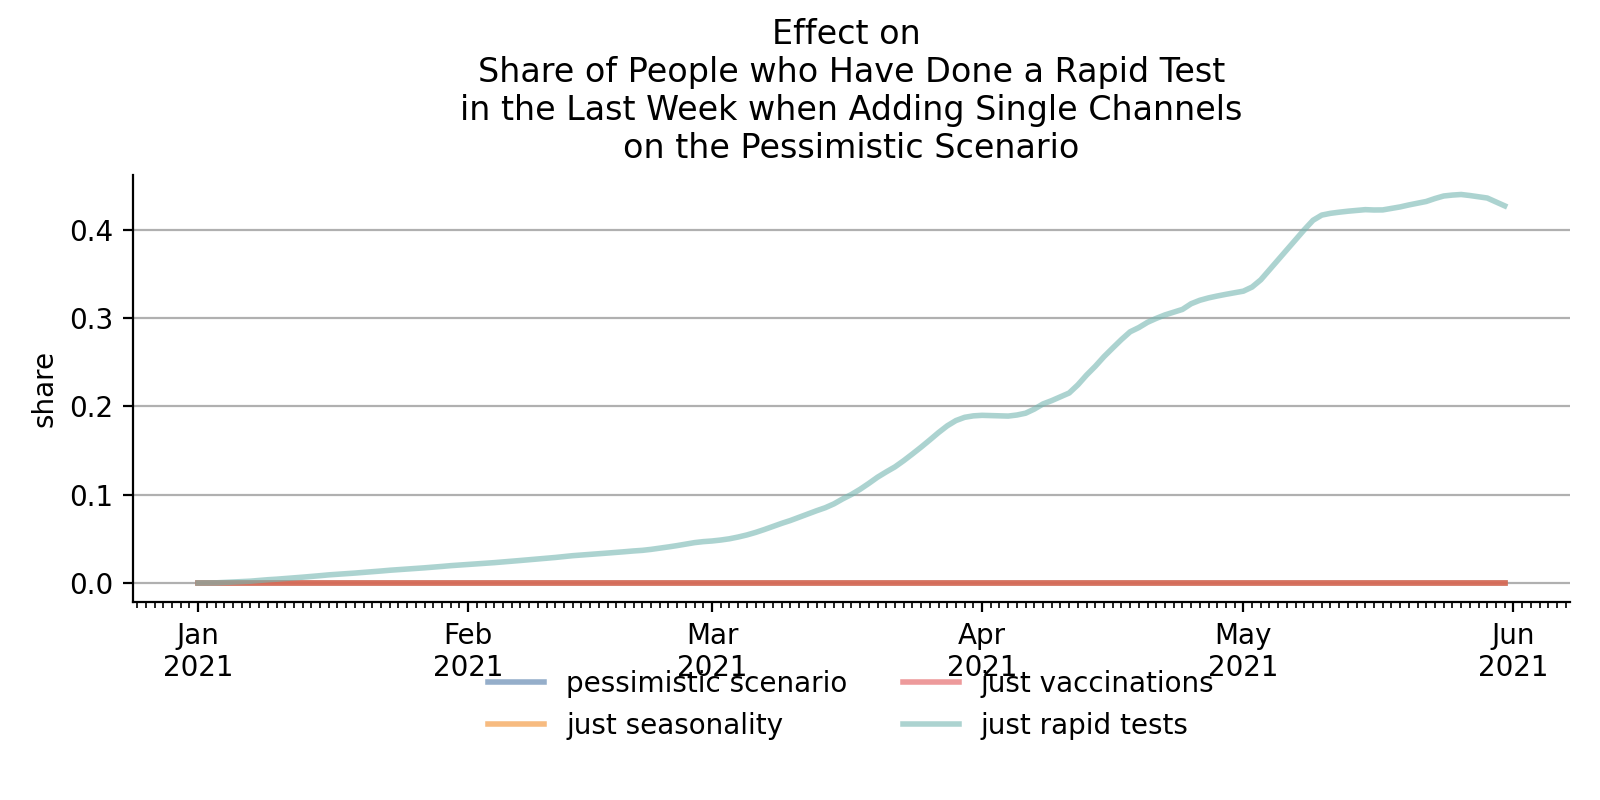 Effect on
Share of People who Have Done a Rapid Test
in the Last Week when Adding Single Channels
on the Pessimistic Scenario
share
0.4
0.3
0.2
0.1
0.0
Jan Feb Mar Apr May Jun
2021 2021 2021 2021 2021 2021
pessimistic scenario just vaccinations
just seasonality just rapid tests